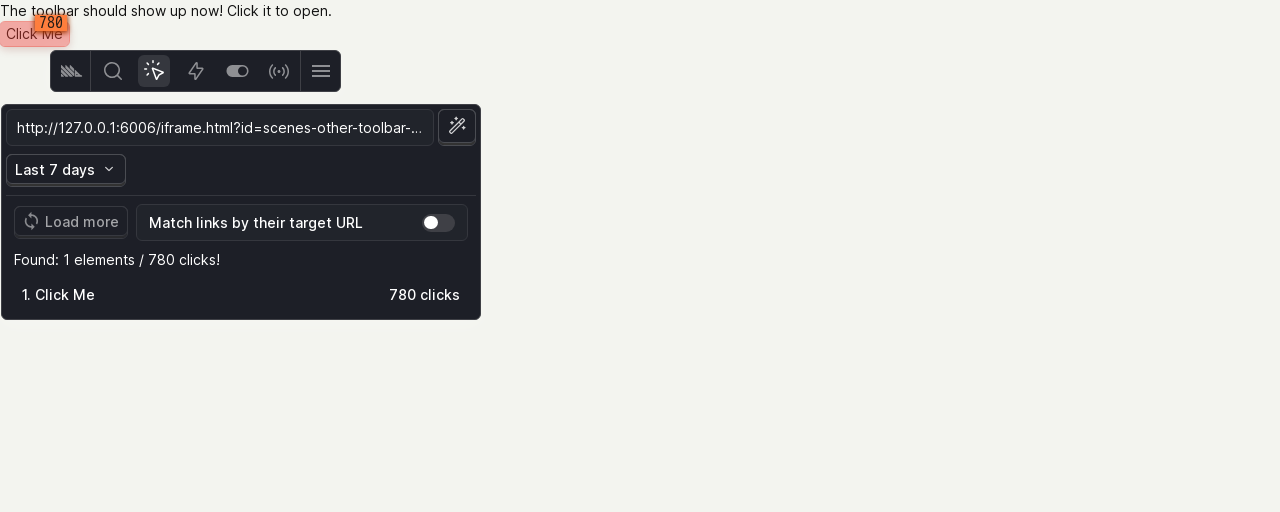 The toolbar should show up now! Click it to open.
780
Click Me
http://127.0.0.1:6006/iframe.html?id=scenes-other-toolbar-...
Last 7 days
Load more
Match links by their target URL
Found: 1 elements / 780 clicks!
1. Click Me 780 clicks